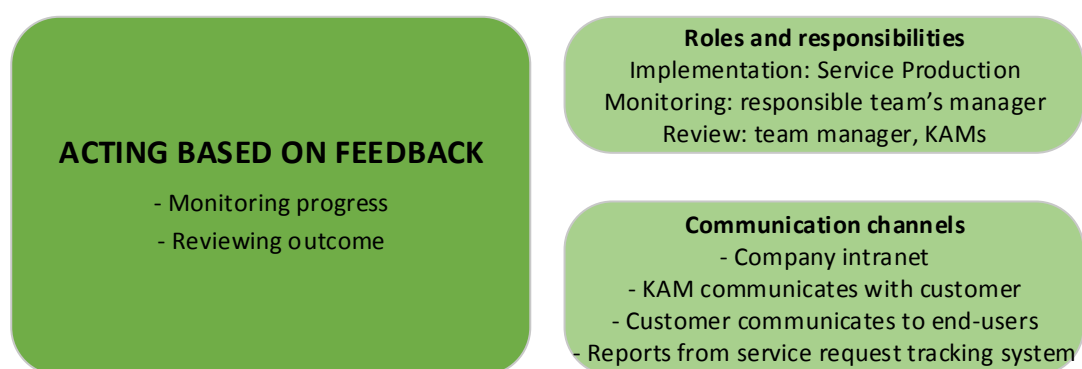 ACTING BASED ON FEEDBACK
- Monitoring progress
- Reviewing outcome
Roles and responsibilities
Implementation: Service Production
Monitoring: responsible team’s manager
Review: team manager, KAMs
Communication channels
- Company intranet
- KAM communicates with customer
- Customer communicates to end-users
- Reports from service request tracking system